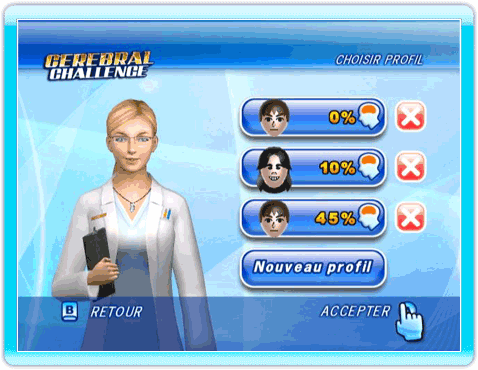 CEREBRAL
CHALLENGE
CHOISIR PROFIL
0%
10%
45%
Nouveau profil
B RETOUR
ACCEPTER